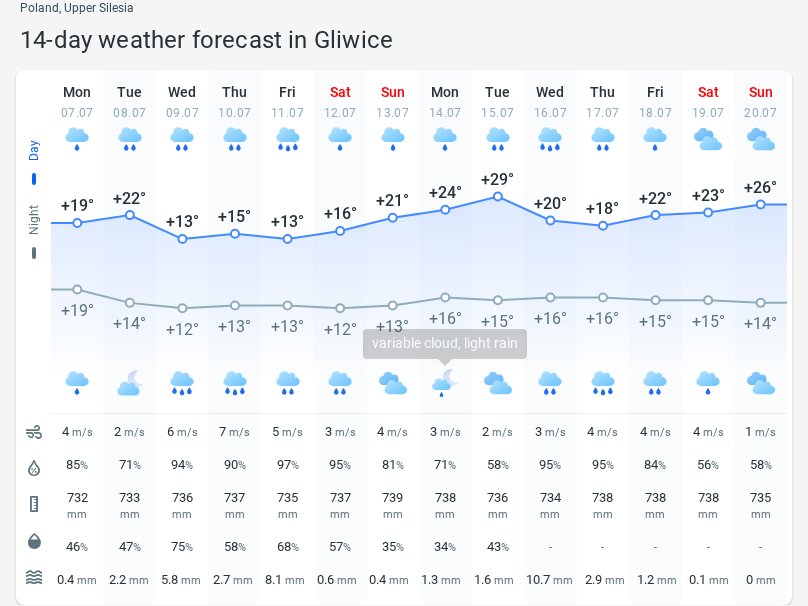 Poland, Upper Silesia
14-day weather forecast in Gliwice
Mon Tue Wed Thu Fri Sat Sun Mon Tue Wed Thu Fri Sat Sun
07.07 08.07 09.07 10.07 11.07 12.07 13.07 14.07 15.07 16.07 17.07 18.07 19.07 20.07
Day
+19° +22° +13° +15° +13° +16° +21° +24° +29° +20° +18° +22° +23° +26°
Night
+19° +14° +12° +13° +13° +12° +13° +16° +15° +16° +16° +15° +15° +14°
variable cloud, light rain
4 m/s 2 m/s 6 m/s 7 m/s 5 m/s 3 m/s 4 m/s 3 m/s 2 m/s 3 m/s 4 m/s 4 m/s 4 m/s 1 m/s
85% 71% 94% 90% 97% 95% 81% 71% 58% 95% 95% 84% 56% 58%
732 733 736 737 735 737 739 738 736 734 738 738 738 735
mm mm mm mm mm mm mm mm mm mm mm mm mm mm
46% 47% 75% 58% 68% 57% 35% 34% 43% - - - - -
0.4 mm 2.2 mm 5.8 mm 2.7 mm 8.1 mm 0.6 mm 0.4 mm 1.3 mm 1.6 mm 10.7 mm 2.9 mm 1.2 mm 0.1 mm 0 mm